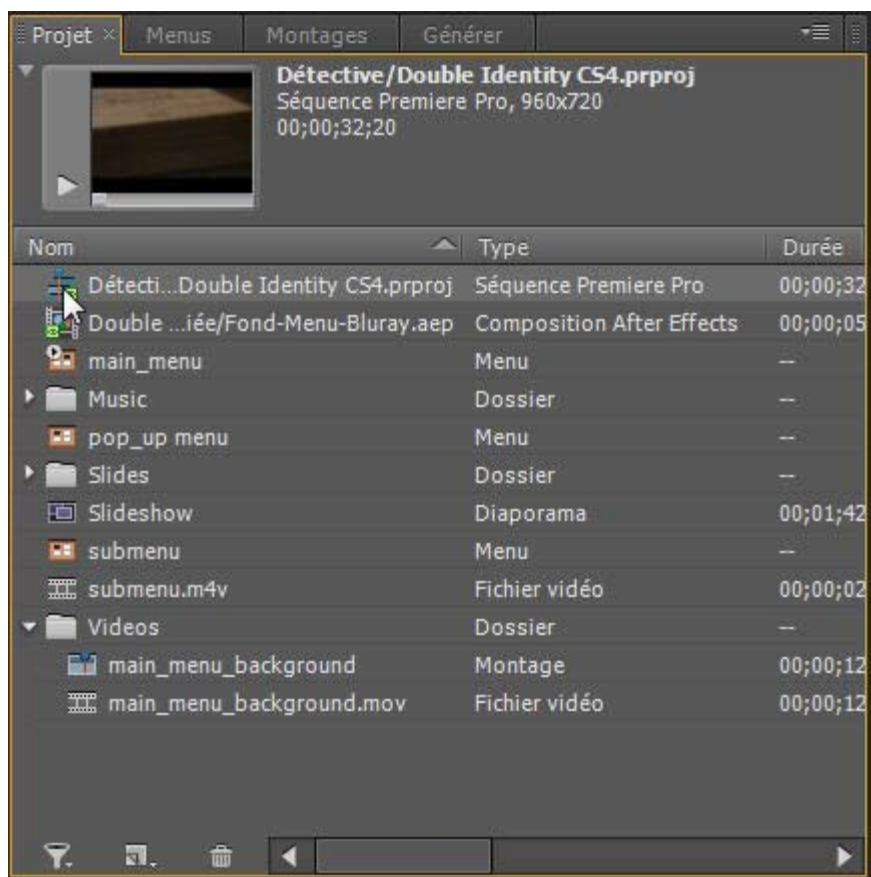 Projet × Menus Montages Générer
Détective/Double Identity CS4.prproj
Séquence Premiere Pro, 960x720
00;00;32;20
Nom Type Durée
Détecti...Double Identity CS4.prproj Séquence Premiere Pro 00;00;32
Double ...iée/Fond-Menu-Bluray.aep Composition After Effects 00;00;05
main_menu Menu --
Music Dossier --
pop_up menu Menu --
Slides Dossier --
Slideshow Diaporama 00;01;42
submenu Menu --
submenu.m4v Fichier vidéo 00;00;02
Videos Dossier --
main_menu_background Montage 00;00;12
main_menu_background.mov Fichier vidéo 00;00;12